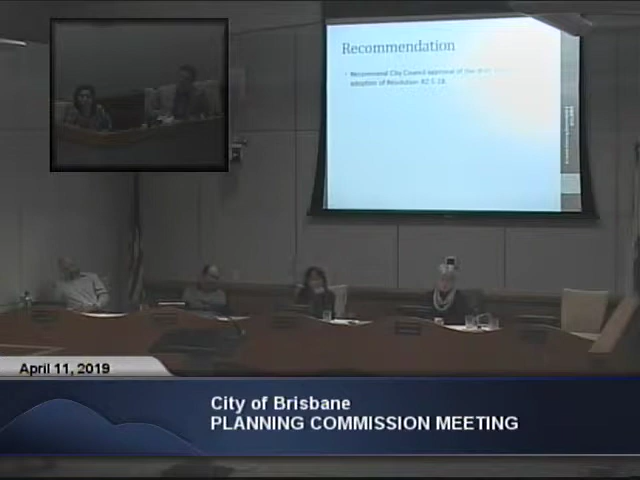 Recommendation
Recommend City Council approval of the
adoption of Resolution
April 11, 2019
City of Brisbane
PLANNING COMMISSION MEETING